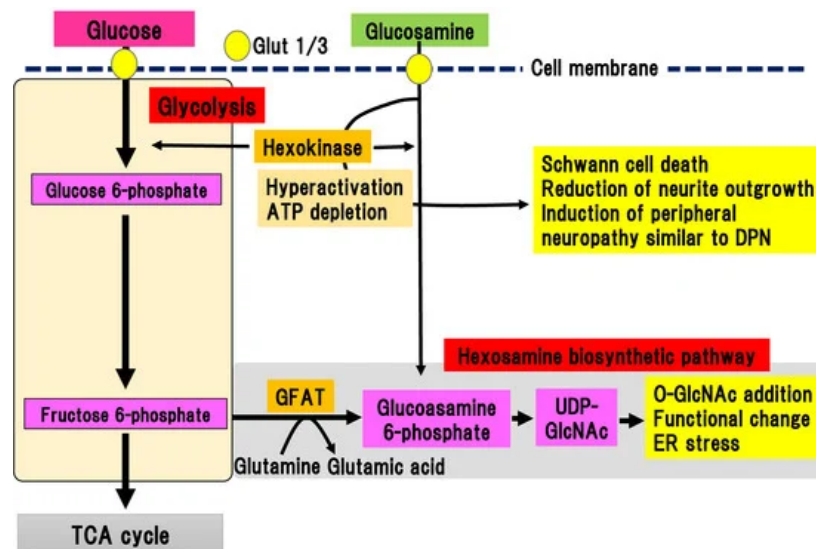 Glucose
Glut 1/3
Glucosamine
Cell membrane
Glycolysis
Hexokinase
Glucose 6-phosphate
Hyperactivation
ATP depletion
Schwann cell death
Reduction of neurite outgrowth
Induction of peripheral
neuropathy similar to DPN
Hexosamine biosynthetic pathway
Fructose 6-phosphate
GFAT
Glutamine Glutamic acid
Glucoasamine
6-phosphate
UDP-
GlcNAc
O-GlcNAc addition
Functional change
ER stress
TCA cycle